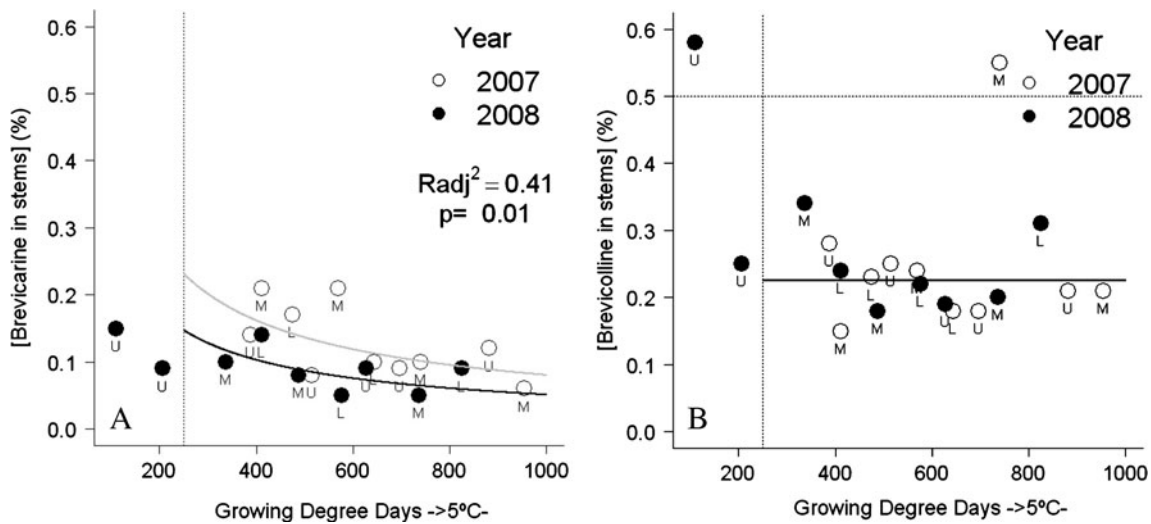 [Brevicarine in stems] (%)
0.6
0.5
0.4
0.3
0.2
0.1
0.0
Year
2007
2008
Radj² = 0.41
p= 0.01
U
U
M
U
M
L
L
M
U
M
L
L
U
U
M
M
L
U
M
A
200
400
600
800
1000
Growing Degree Days ->5ºC-
[Brevicolline in stems] (%)
0.6
0.5
0.4
0.3
0.2
0.1
0.0
Year
2007
2008
U
U
M
U
L
M
L
M
U
M
L
U
L
U
M
M
L
U
M
B
200
400
600
800
1000
Growing Degree Days ->5ºC-